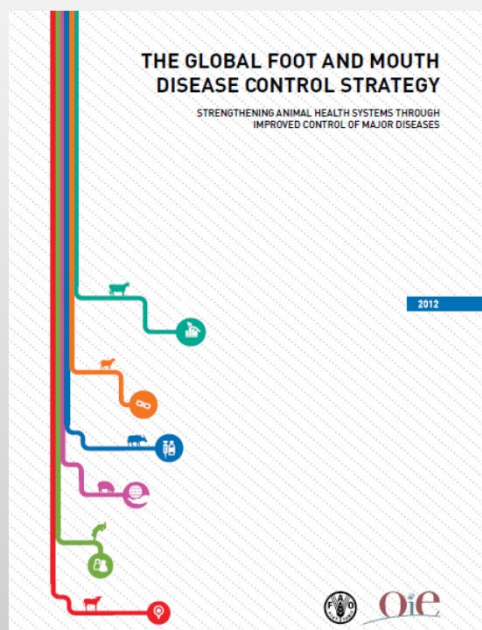 THE GLOBAL FOOT AND MOUTH
DISEASE CONTROL STRATEGY
STRENGTHENING ANIMAL HEALTH SYSTEMS THROUGH
IMPROVED CONTROL OF MAJOR DISEASES
2012
FAO
Oie